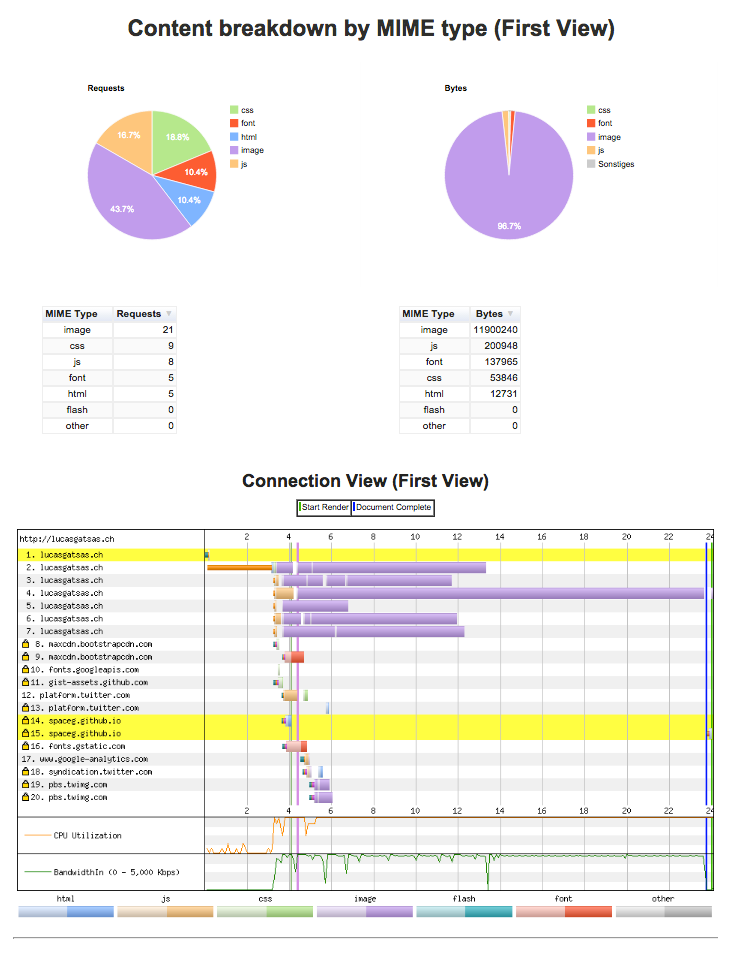 Content breakdown by MIME type (First View)
Requests
css
font
html
image
js
18.8%
10.4%
10.4%
43.7%
16.7%
Bytes
css
font
image
js
Sonstiges
96.7%
MIME Type Requests
image 21
css 9
js 8
font 5
html 5
flash 0
other 0
MIME Type Bytes
image 11900240
js 200948
font 137965
css 53846
html 12731
flash 0
other 0
Connection View (First View)
Start Render Document Complete
http://lucasgatsas.ch 2 4 6 8 10 12 14 16 18 20 22 24
1. lucasgatsas.ch
2. lucasgatsas.ch
3. lucasgatsas.ch
4. lucasgatsas.ch
5. lucasgatsas.ch
6. lucasgatsas.ch
7. lucasgatsas.ch
8. maxcdn.bootstrapcdn.com
9. maxcdn.bootstrapcdn.com
10. fonts.googleapis.com
11. gist-assets.github.com
12. platform.twitter.com
13. platform.twitter.com
14. spaceg.github.io
15. spaceg.github.io
16. fonts.gstatic.com
17. www.google-analytics.com
18. syndication.twitter.com
19. pbs.twimg.com
20. pbs.twimg.com
2 4 6 8 10 12 14 16 18 20 22 24
CPU Utilization
BandwidthIn (0 - 5,000 Kbps)
html js css image flash font other